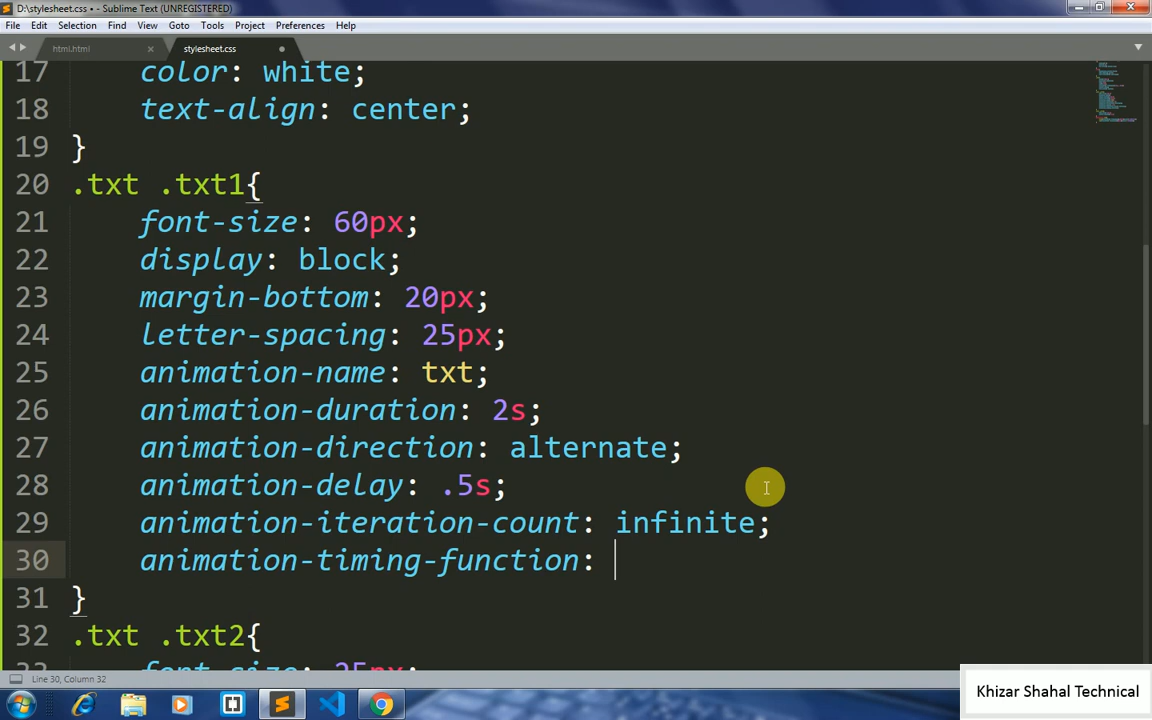 D:\stylesheet.css • - Sublime Text (UNREGISTERED)
File Edit Selection View Goto Tools Project Preferences Help
html.html stylesheet.css
17 color: white;
18 text-align: center;
19 }
20 .txt .txt1{
21 font-size: 60px;
22 display: block;
23 margin-bottom: 20px;
24 letter-spacing: 25px;
25 animation-name: txt;
26 animation-duration: 2s;
27 animation-direction: alternate;
28 animation-delay: .5s;
29 animation-iteration-count: infinite;
30 animation-timing-function:
31 }
32 .txt .txt2{
33 font-size: 25px;
Line 30, Column 32
Khizar Shahal Technical